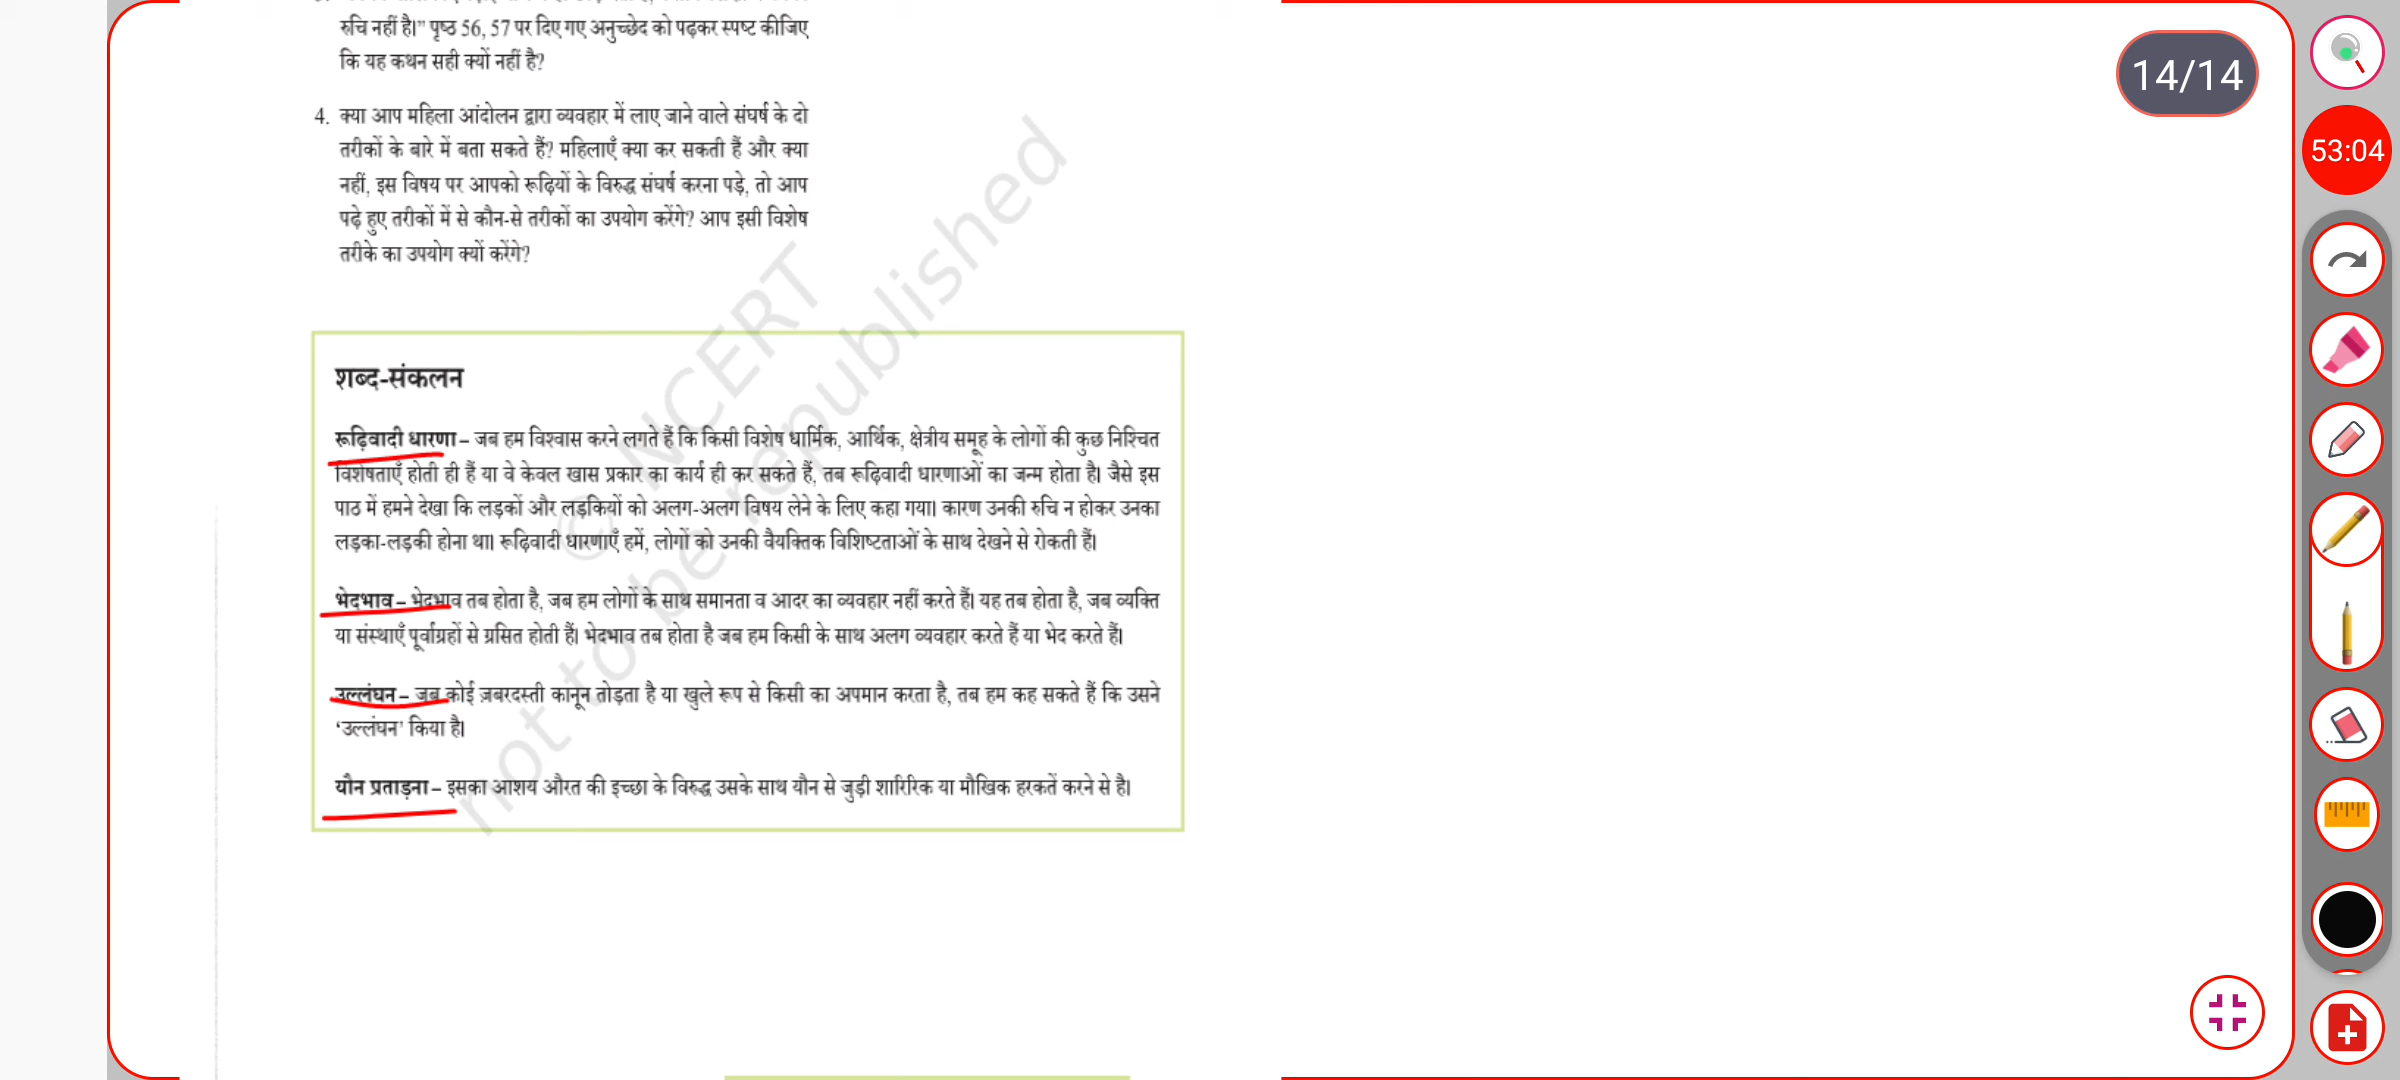 रुचि नहीं है।” पृष्ठ 56, 57 पर दिए गए अनुच्छेद को पढ़कर स्पष्ट कीजिए
कि यह कथन सही क्यों नहीं है?
4. क्या आप महिला आंदोलन द्वारा व्यवहार में लाए जाने वाले संघर्ष के दो
तरीकों के बारे में बता सकते हैं? महिलाएँ क्या कर सकती हैं और क्या
नहीं, इस विषय पर आपको रूढ़ियों के विरुद्ध संघर्ष करना पड़े, तो आप
पढ़े हुए तरीकों में से कौन-से तरीकों का उपयोग करेंगे? आप इसी विशेष
तरीके का उपयोग क्यों करेंगे?
शब्द-संकलन
रूढ़िवादी धारणा – जब हम विश्वास करने लगते हैं कि किसी विशेष धार्मिक, आर्थिक, क्षेत्रीय समूह के लोगों की कुछ निश्चित
विशेषताएँ होती ही हैं या वे केवल खास प्रकार का कार्य ही कर सकते हैं, तब रूढ़िवादी धारणाओं का जन्म होता है। जैसे इस
पाठ में हमने देखा कि लड़कों और लड़कियों को अलग-अलग विषय लेने के लिए कहा गया। कारण उनकी रुचि न होकर उनका
लड़का-लड़की होना था। रूढ़िवादी धारणाएँ हमें, लोगों को उनकी वैयक्तिक विशिष्टताओं के साथ देखने से रोकती हैं।
भेदभाव – भेदभाव तब होता है, जब हम लोगों के साथ समानता व आदर का व्यवहार नहीं करते हैं। यह तब होता है, जब व्यक्ति
या संस्थाएँ पूर्वाग्रहों से ग्रसित होती हैं। भेदभाव तब होता है जब हम किसी के साथ अलग व्यवहार करते हैं या भेद करते हैं।
उल्लंघन – जब कोई ज़बरदस्ती कानून तोड़ता है या खुले रूप से किसी का अपमान करता है, तब हम कह सकते हैं कि उसने
‘उल्लंघन’ किया है।
यौन प्रताड़ना – इसका आशय औरत की इच्छा के विरुद्ध उसके साथ यौन से जुड़ी शारिरिक या मौखिक हरकतें करने से है।
© NCERT
not to be republished
14/14
53:04